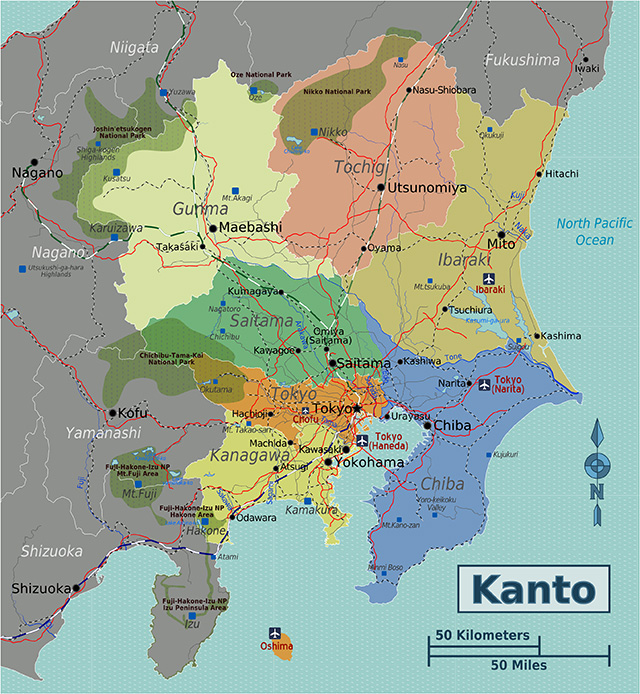 Niigata
Fukushima
Iwaki
Oze National Park
Nasu
Yuzawa
Oze
Nikko National Park
Nasu-Shiobara
Joshin'etsukogen
National Park
Nikko
Okukuji
Shiga-kogen
Highlands
Nagano
Kusatsu
Tochigi
Hitachi
Mt.Akagi
Utsunomiya
Kuji
Gunma
Karuizawa
Maebashi
North Pacific
Ocean
Naka
Mito
Takasaki
Oyama
Nagano
Ibaraki
Utsukushi-ga-hara
Highlands
Mt.tsukuba
Ibaraki
Kumagaya
Nagatoro
Tsuchiura
Kasumi-ga-ura
Saitama
Arakawa
Chichibu
Omiya
(Saitama)
Kashima
Kawagoe
Suigu
Chichibu-Tama-Kai
National Park
Saitama
Kashiwa
Tone
Okutama
Narita
Tokyo
(Narita)
Tokyo
Kofu
Hachioji
Tokyo
Chofu
Urayasu
Mt. Takao-san
Chiba
Yamanashi
Machida
Tokyo
(Haneda)
Kanagawa
Kawasaki
Kujukuri
Atsugi
Yokohama
Fuji-Hakone-Izu NP
Mt.Fuji Area
Fuji
Mt.Fuji
Chiba
Sagami
Yoro-keikoku
Valley
Kamakura
Fuji-Hakone-Izu NP
Hakone Area
Odawara
Mt.Kano-zan
Hakone
Shizuoka
Atami
Minmi Boso
Shizuoka
Fuji-Hakone-Izu NP
Izu Peninsula Area
Izu
Oshima
N
Kanto
50 Kilometers
50 Miles